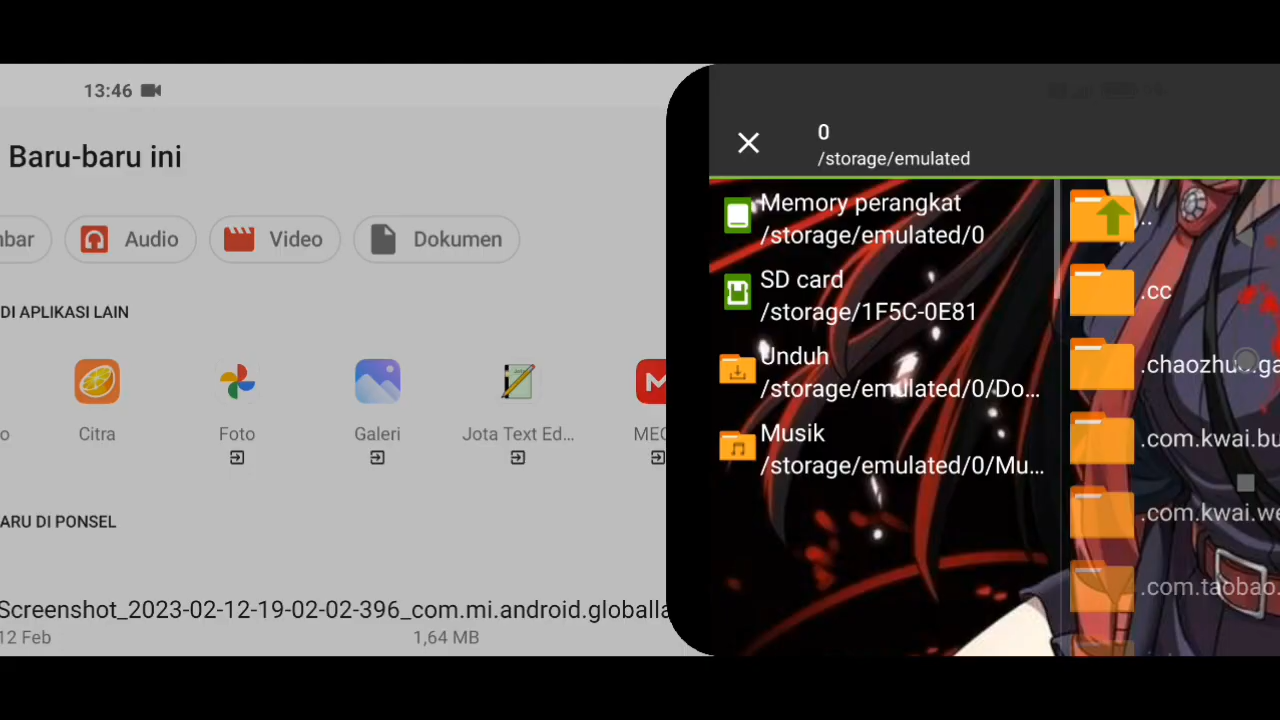 13:46
Baru-baru ini
Audio
Video
Dokumen
DI APLIKASI LAIN
Citra
Foto
Galeri
Jota Text Ed...
ARU DI PONSEL
Screenshot_2023-02-12-19-02-02-396_com.mi.android.globalla
12 Feb
1,64 MB
0
/storage/emulated
Memory perangkat
/storage/emulated/0
SD card
/storage/1F5C-0E81
Unduh
/storage/emulated/0/Do...
Musik
/storage/emulated/0/Mu...
..
.cc
.chaozhuo.ga
.com.kwai.bu
.com.kwai.we
.com.taobao.